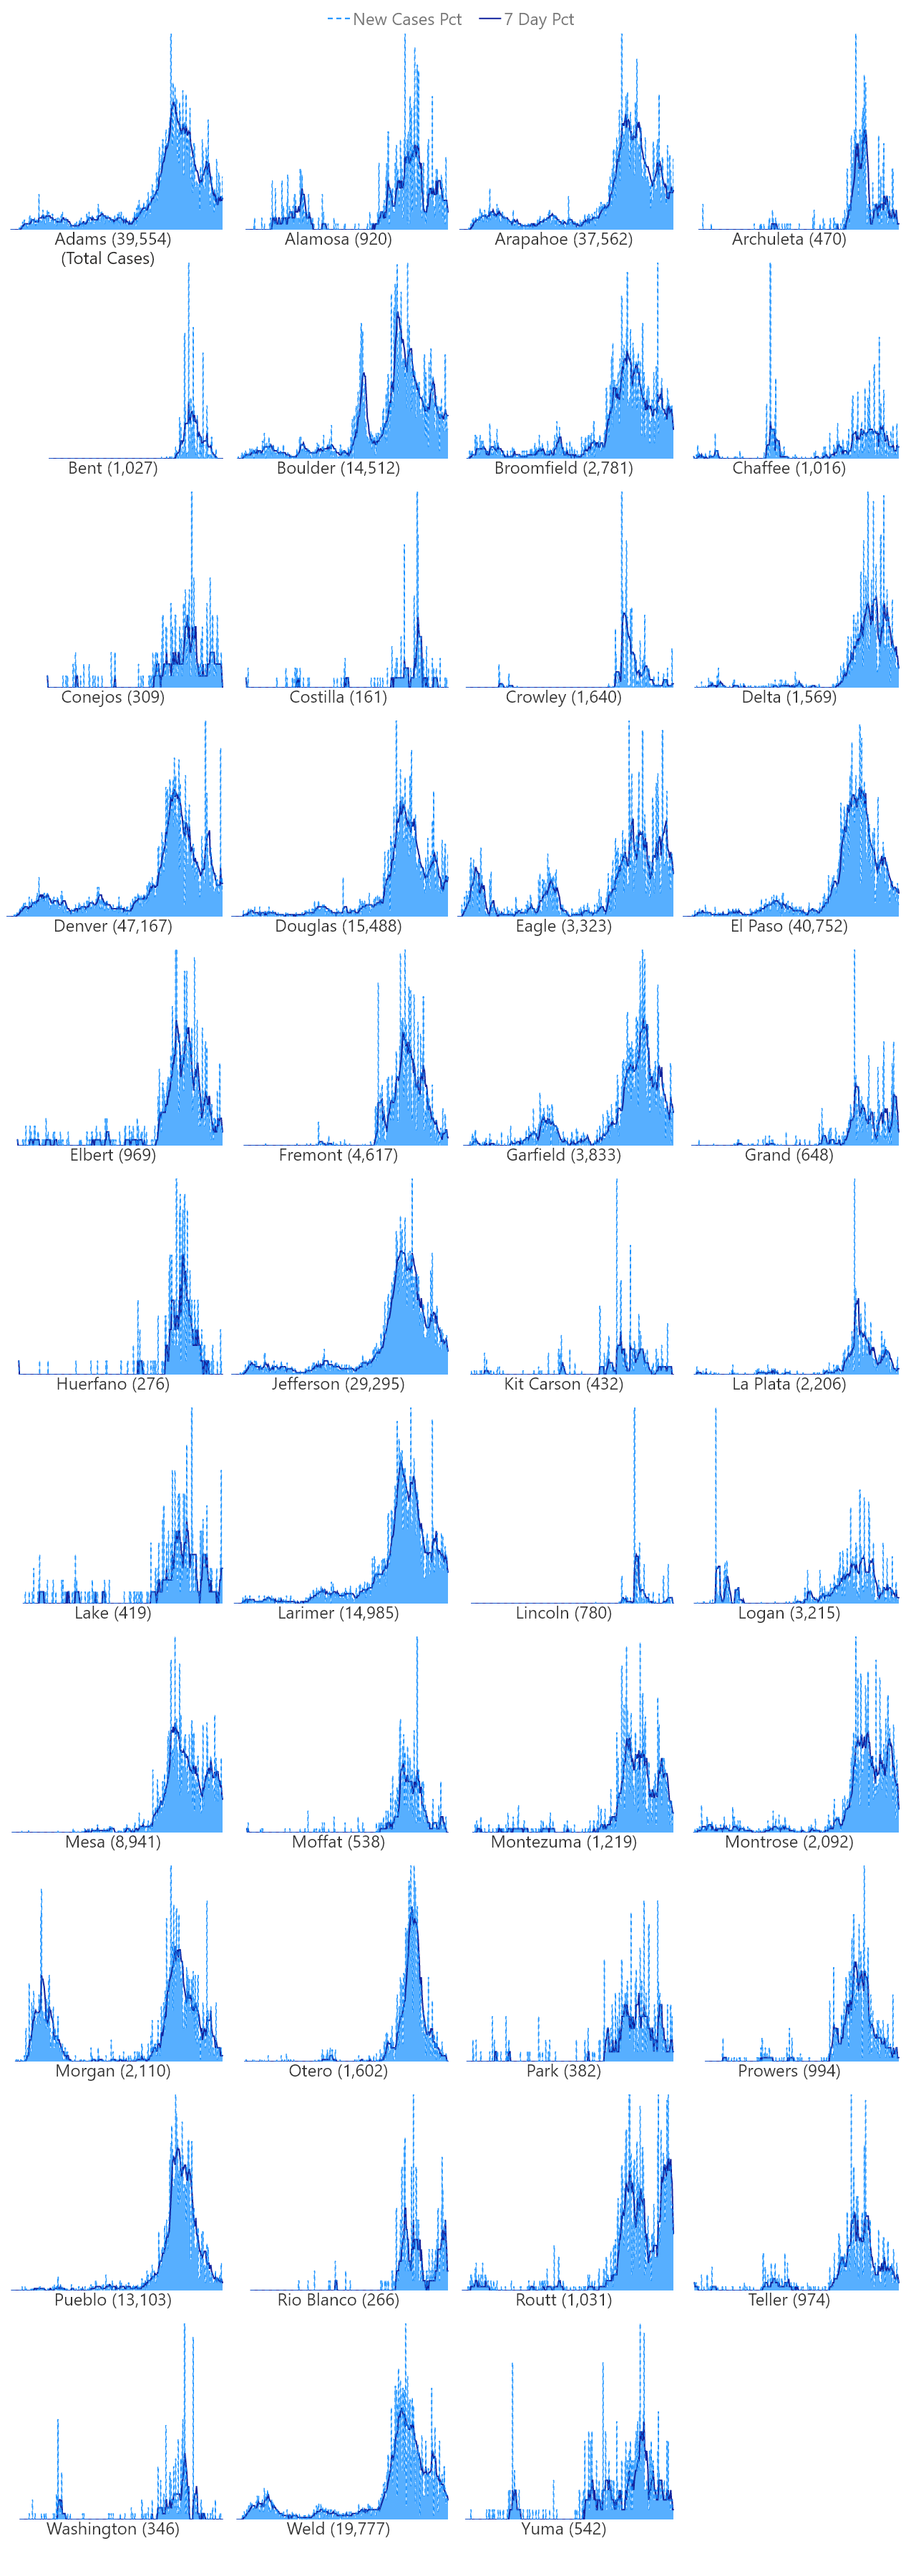 New Cases Pct 7 Day Pct
Adams (39,554) Alamosa (920) Arapahoe (37,562) Archuleta (470)
(Total Cases)
Bent (1,027) Boulder (14,512) Broomfield (2,781) Chaffee (1,016)
Conejos (309) Costilla (161) Crowley (1,640) Delta (1,569)
Denver (47,167) Douglas (15,488) Eagle (3,323) El Paso (40,752)
Elbert (969) Fremont (4,617) Garfield (3,833) Grand (648)
Huerfano (276) Jefferson (29,295) Kit Carson (432) La Plata (2,206)
Lake (419) Larimer (14,985) Lincoln (780) Logan (3,215)
Mesa (8,941) Moffat (538) Montezuma (1,219) Montrose (2,092)
Morgan (2,110) Otero (1,602) Park (382) Prowers (994)
Pueblo (13,103) Rio Blanco (266) Routt (1,031) Teller (974)
Washington (346) Weld (19,777) Yuma (542)